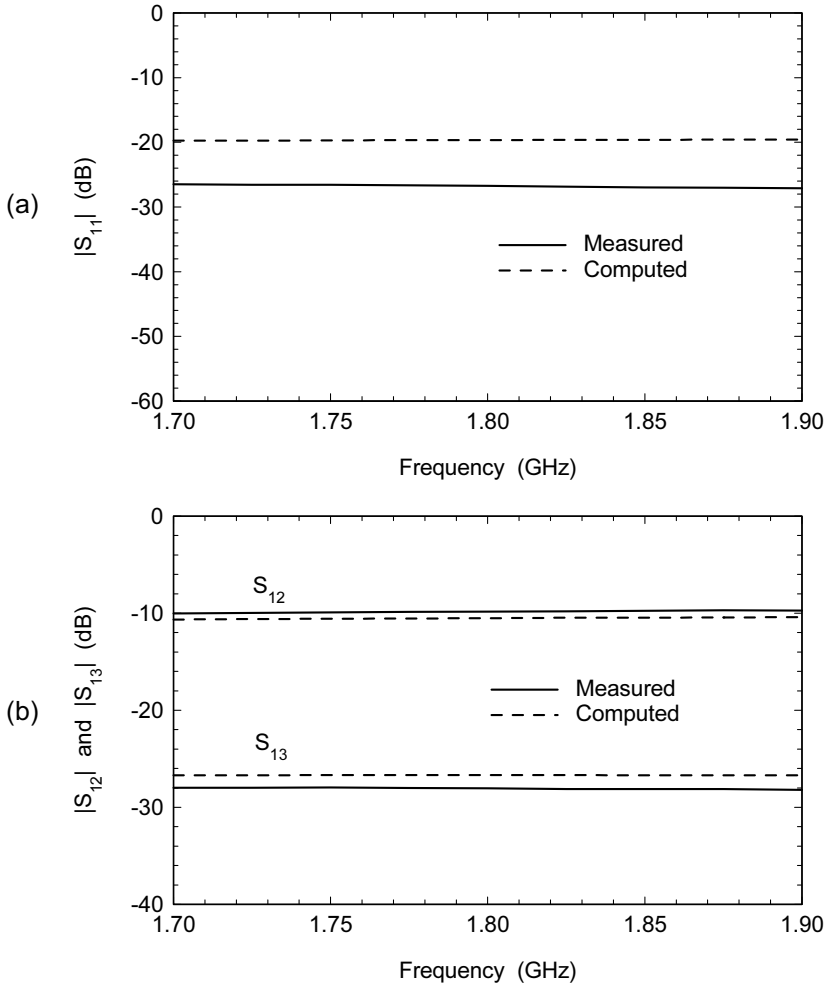 (a)
|S11| (dB)
0
-10
-20
-30
-40
-50
-60
Measured
Computed
1.70
1.75
1.80
1.85
1.90
Frequency (GHz)
(b)
|S12| and |S13| (dB)
0
-10
-20
-30
-40
S12
Measured
Computed
S13
1.70
1.75
1.80
1.85
1.90
Frequency (GHz)